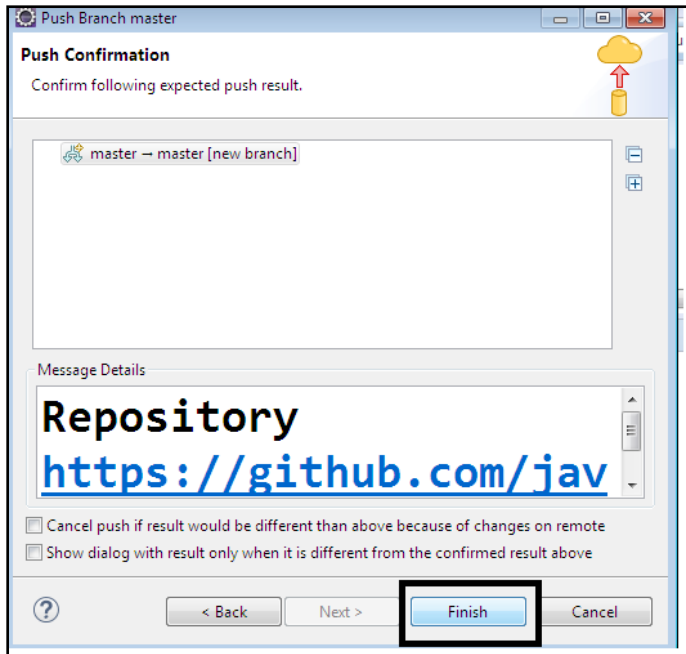 Push Branch master
Push Confirmation
Confirm following expected push result.
master → master [new branch]
Message Details
Repository
https://github.com/jav
Cancel push if result would be different than above because of changes on remote
Show dialog with result only when it is different from the confirmed result above
< Back Next > Finish Cancel